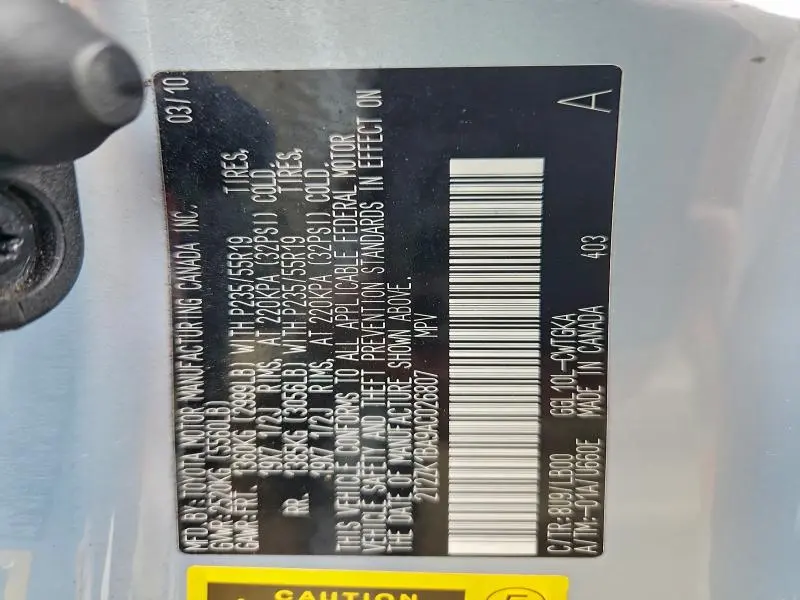 MFD BY: TOYOTA MOTOR MANUFACTURING CANADA INC. 03/10
GVWR: 2520KG (5560LB)
GAWR: FRT. 1360KG (2999LB) WITH P235/55R19 TIRES,
19X7 1/2J RIMS, AT 220KPA (32PSI) COLD.
RR. 1385KG (3056LB) WITH P235/55R19 TIRES,
19X7 1/2J RIMS, AT 220KPA (32PSI) COLD.
THIS VEHICLE CONFORMS TO ALL APPLICABLE FEDERAL MOTOR
VEHICLE SAFETY AND THEFT PREVENTION STANDARDS IN EFFECT ON
THE DATE OF MANUFACTURE SHOWN ABOVE.
2T2ZK1BA9AC026807 MPV
C/TR:8U9/LB00 GGL10L-CWTGKA A
A/TM:-01A/U660E MADE IN CANADA 403
CAUTION